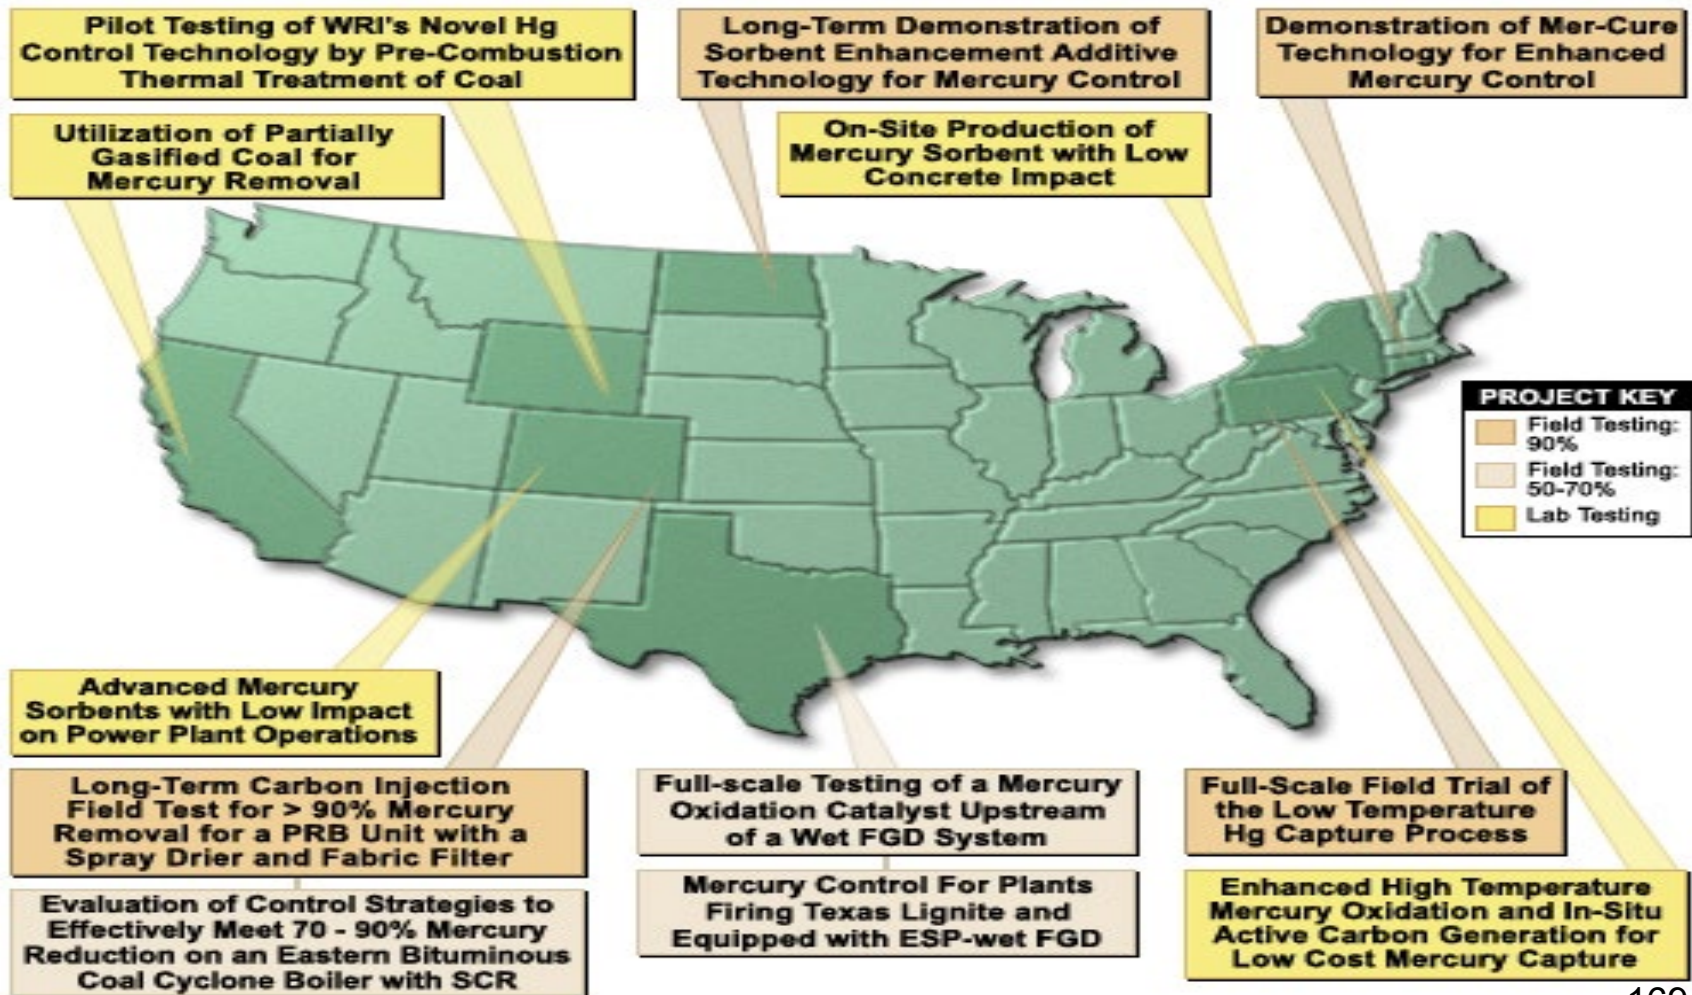 Pilot Testing of WRI's Novel Hg
Control Technology by Pre-Combustion
Thermal Treatment of Coal
Long-Term Demonstration of
Sorbent Enhancement Additive
Technology for Mercury Control
Demonstration of Mer-Cure
Technology for Enhanced
Mercury Control
Utilization of Partially
Gasified Coal for
Mercury Removal
On-Site Production of
Mercury Sorbent with Low
Concrete Impact
PROJECT KEY
Field Testing:
90%
Field Testing:
50-70%
Lab Testing
Advanced Mercury
Sorbents with Low Impact
on Power Plant Operations
Long-Term Carbon Injection
Field Test for > 90% Mercury
Removal for a PRB Unit with a
Spray Drier and Fabric Filter
Evaluation of Control Strategies to
Effectively Meet 70 - 90% Mercury
Reduction on an Eastern Bituminous
Coal Cyclone Boiler with SCR
Full-scale Testing of a Mercury
Oxidation Catalyst Upstream
of a Wet FGD System
Mercury Control For Plants
Firing Texas Lignite and
Equipped with ESP-wet FGD
Full-Scale Field Trial of
the Low Temperature
Hg Capture Process
Enhanced High Temperature
Mercury Oxidation and In-Situ
Active Carbon Generation for
Low Cost Mercury Capture